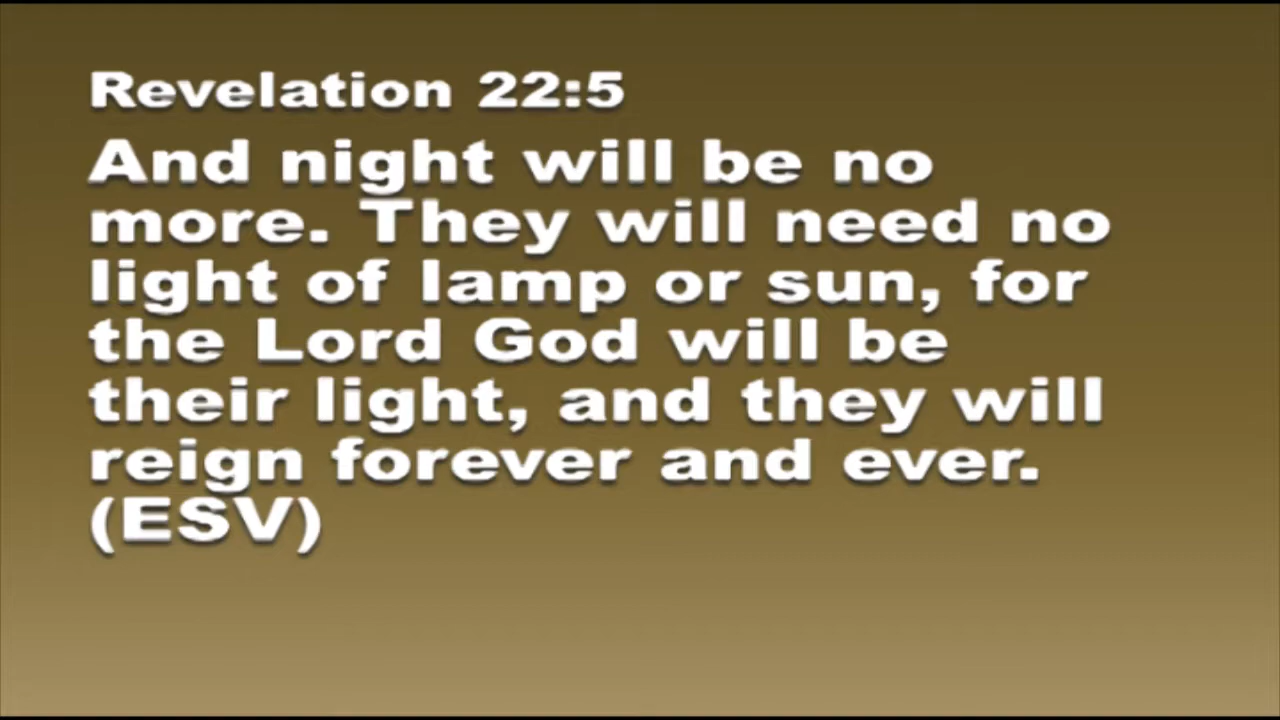 Revelation 22:5
And night will be no
more. They will need no
light of lamp or sun, for
the Lord God will be
their light, and they will
reign forever and ever.
(ESV)